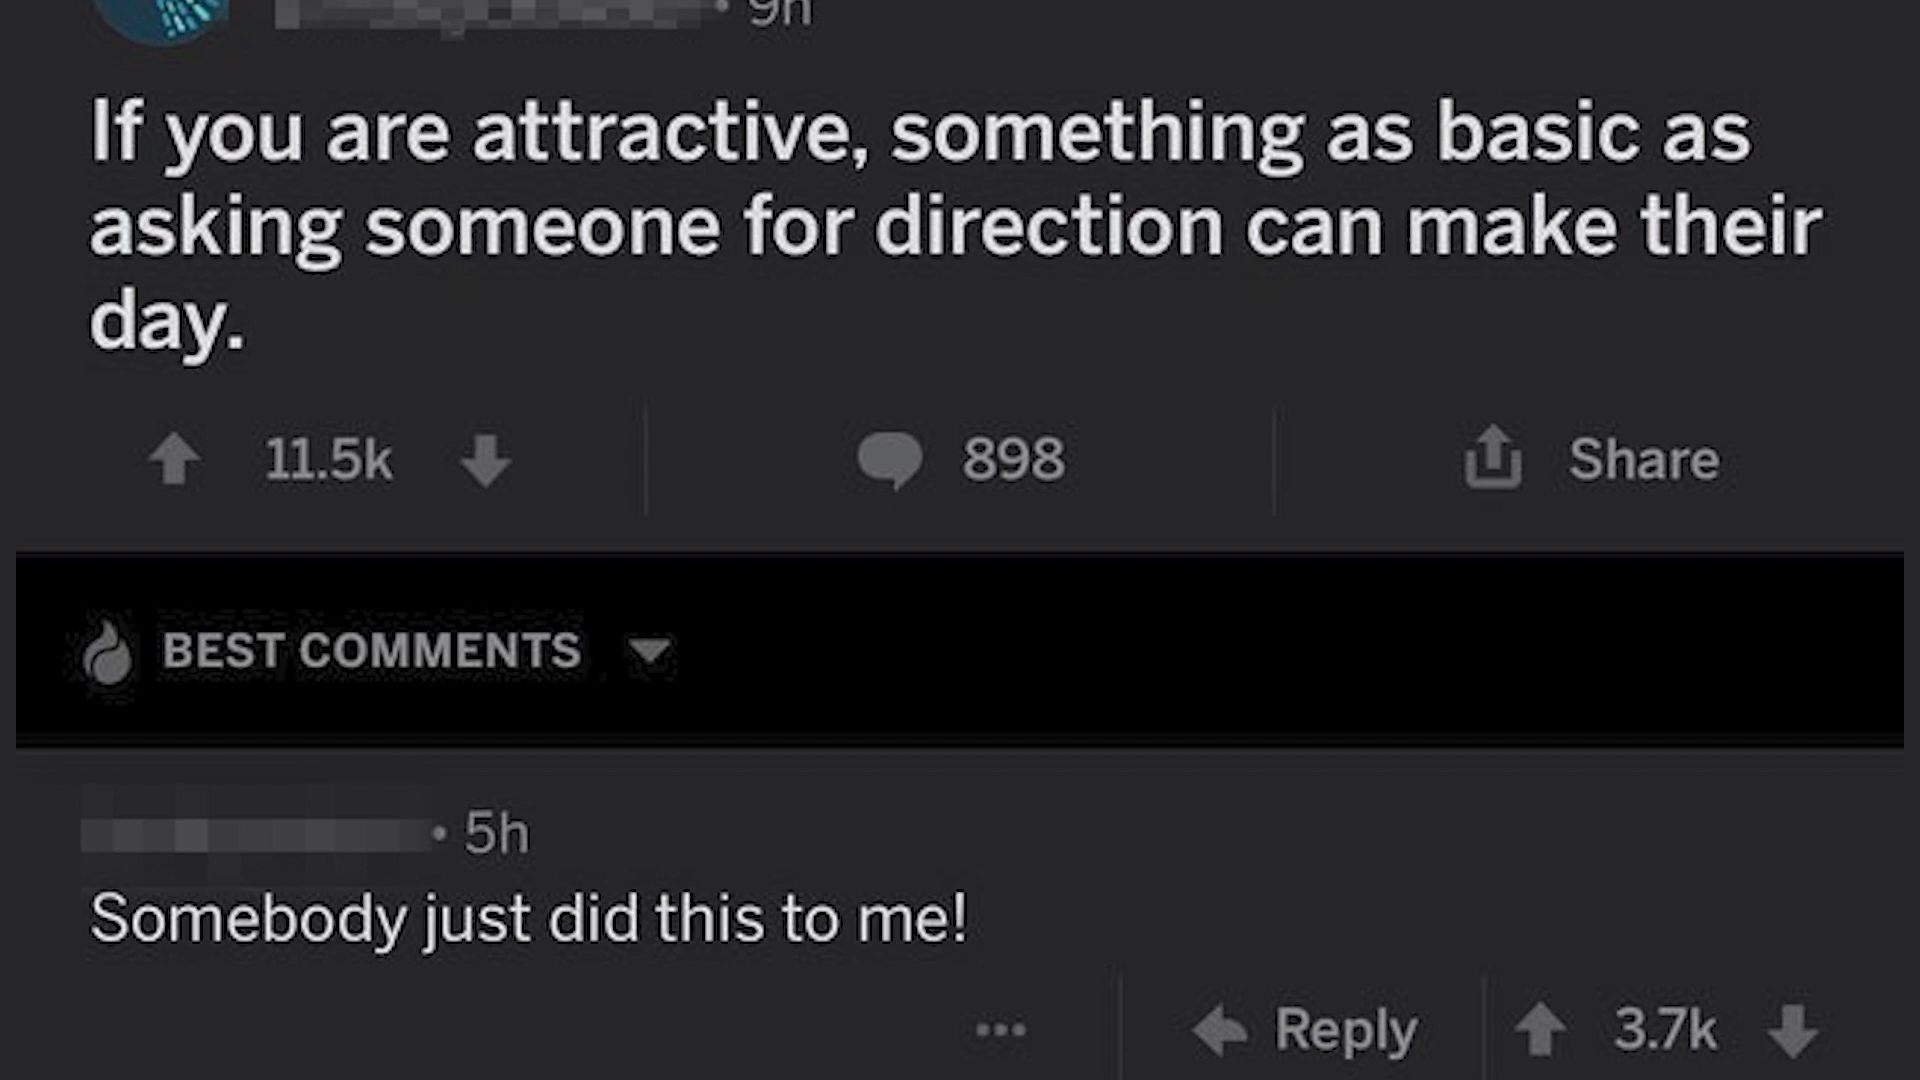 • 9h
If you are attractive, something as basic as
asking someone for direction can make their
day.
11.5k 898 Share
BEST COMMENTS
• 5h
Somebody just did this to me!
... Reply 3.7k